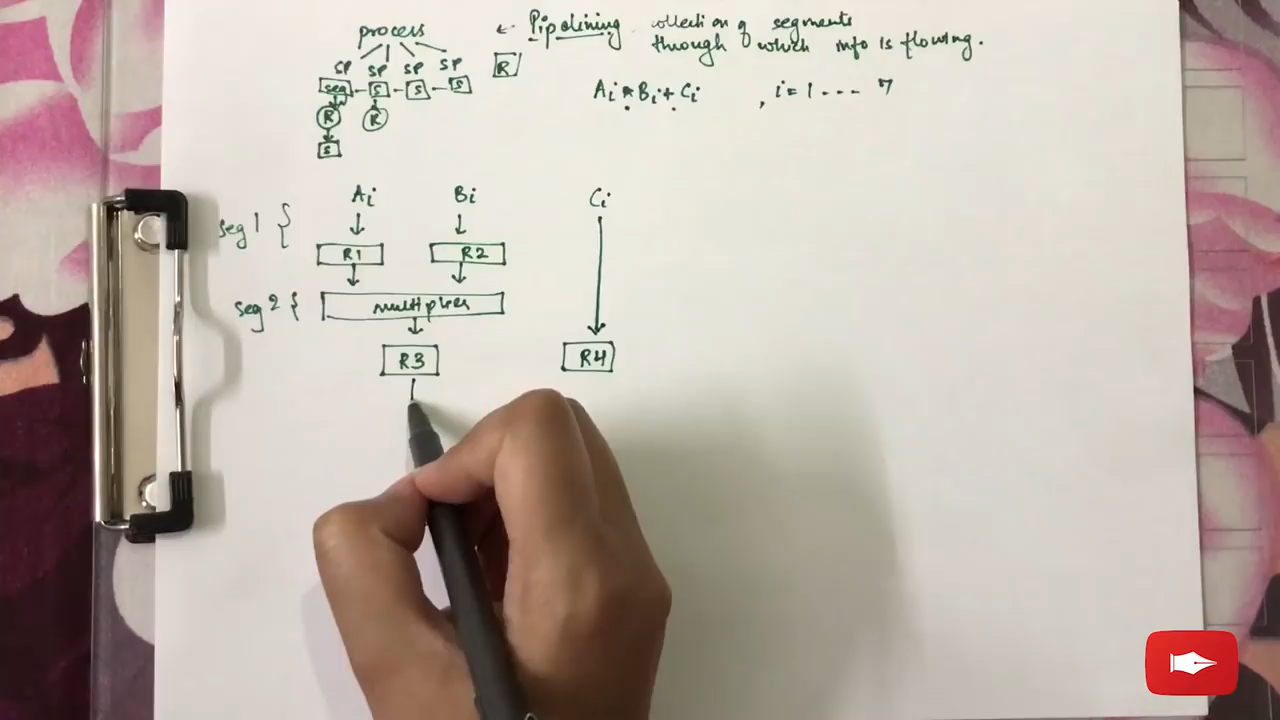 process
← Pipelining collection of segments
through which info is flowing.
SP SP SP SP
R
seg S S S
Ai * Bi + Ci , i = 1 --- 7
R R
S
Ai Bi Ci
seg 1 {
R1 R2
seg 2 { multiplier
R3 R4